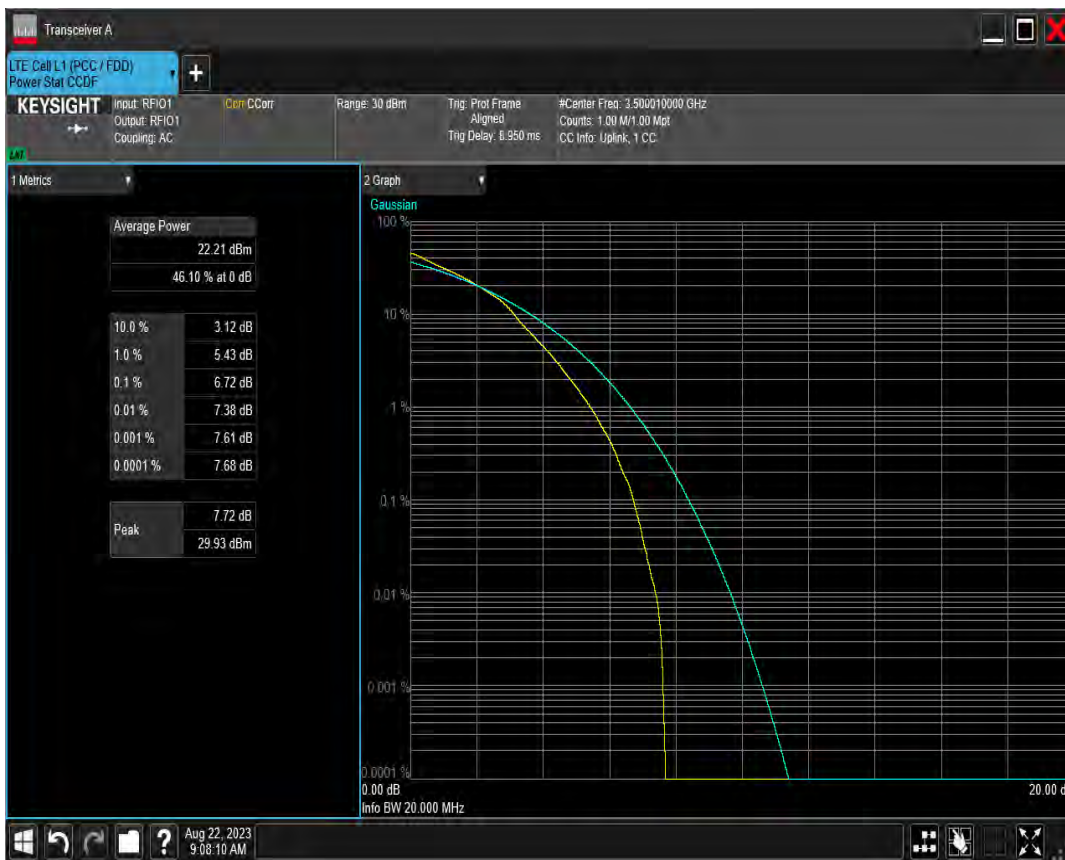 Transceiver A
LTE Cell L1 (PCC / FDD)
Power Stat CCDF
+
KEYSIGHT
Input: RFIO1
Output: RFIO1
Coupling: AC
Corr CCorr
Range: 30 dBm
Trig: Prot Frame
Aligned
Trig Delay: 8.950 ms
#Center Freq: 3.500010000 GHz
Counts: 1.00 M/1.00 Mpt
CC Info: Uplink, 1 CC
1 Metrics
Average Power
22.21 dBm
46.10 % at 0 dB
10.0 % 3.12 dB
1.0 % 5.43 dB
0.1 % 6.72 dB
0.01 % 7.38 dB
0.001 % 7.61 dB
0.0001 % 7.68 dB
Peak
7.72 dB
29.93 dBm
2 Graph
Gaussian
100 %
10 %
1 %
0.1 %
0.01 %
0.001 %
0.0001 %
0.00 dB
20.00 d
Info BW 20.000 MHz
?
Aug 22, 2023
9:08:10 AM